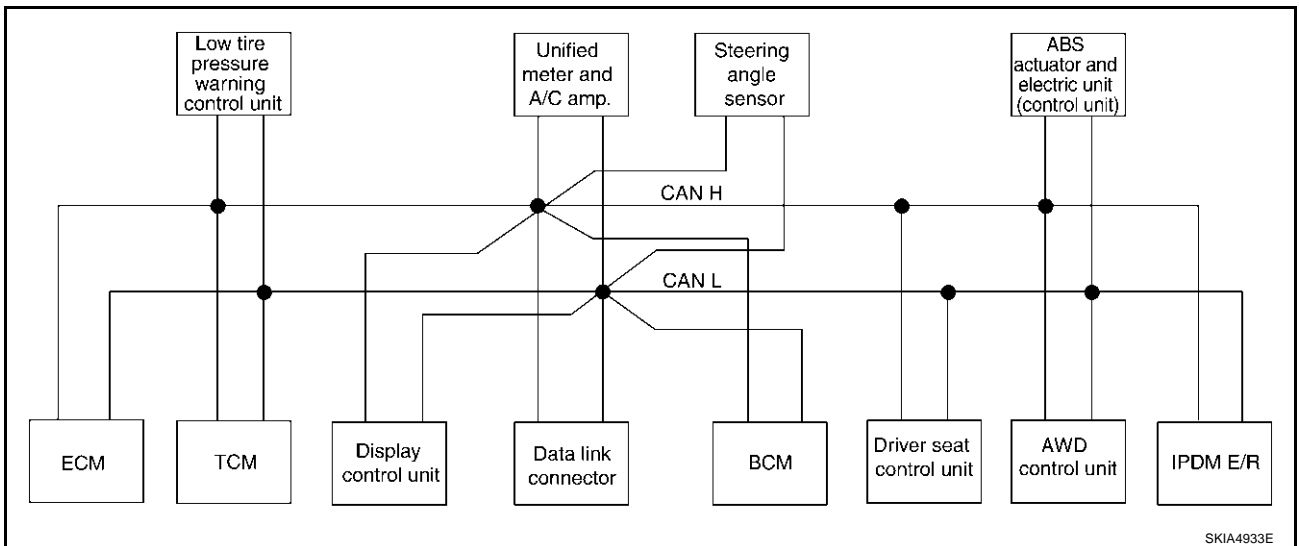 Low tire
pressure
warning
control unit
Unified
meter and
A/C amp.
Steering
angle
sensor
ABS
actuator and
electric unit
(control unit)
CAN H
CAN L
ECM
TCM
Display
control unit
Data link
connector
BCM
Driver seat
control unit
AWD
control unit
IPDM E/R
SKIA4933E